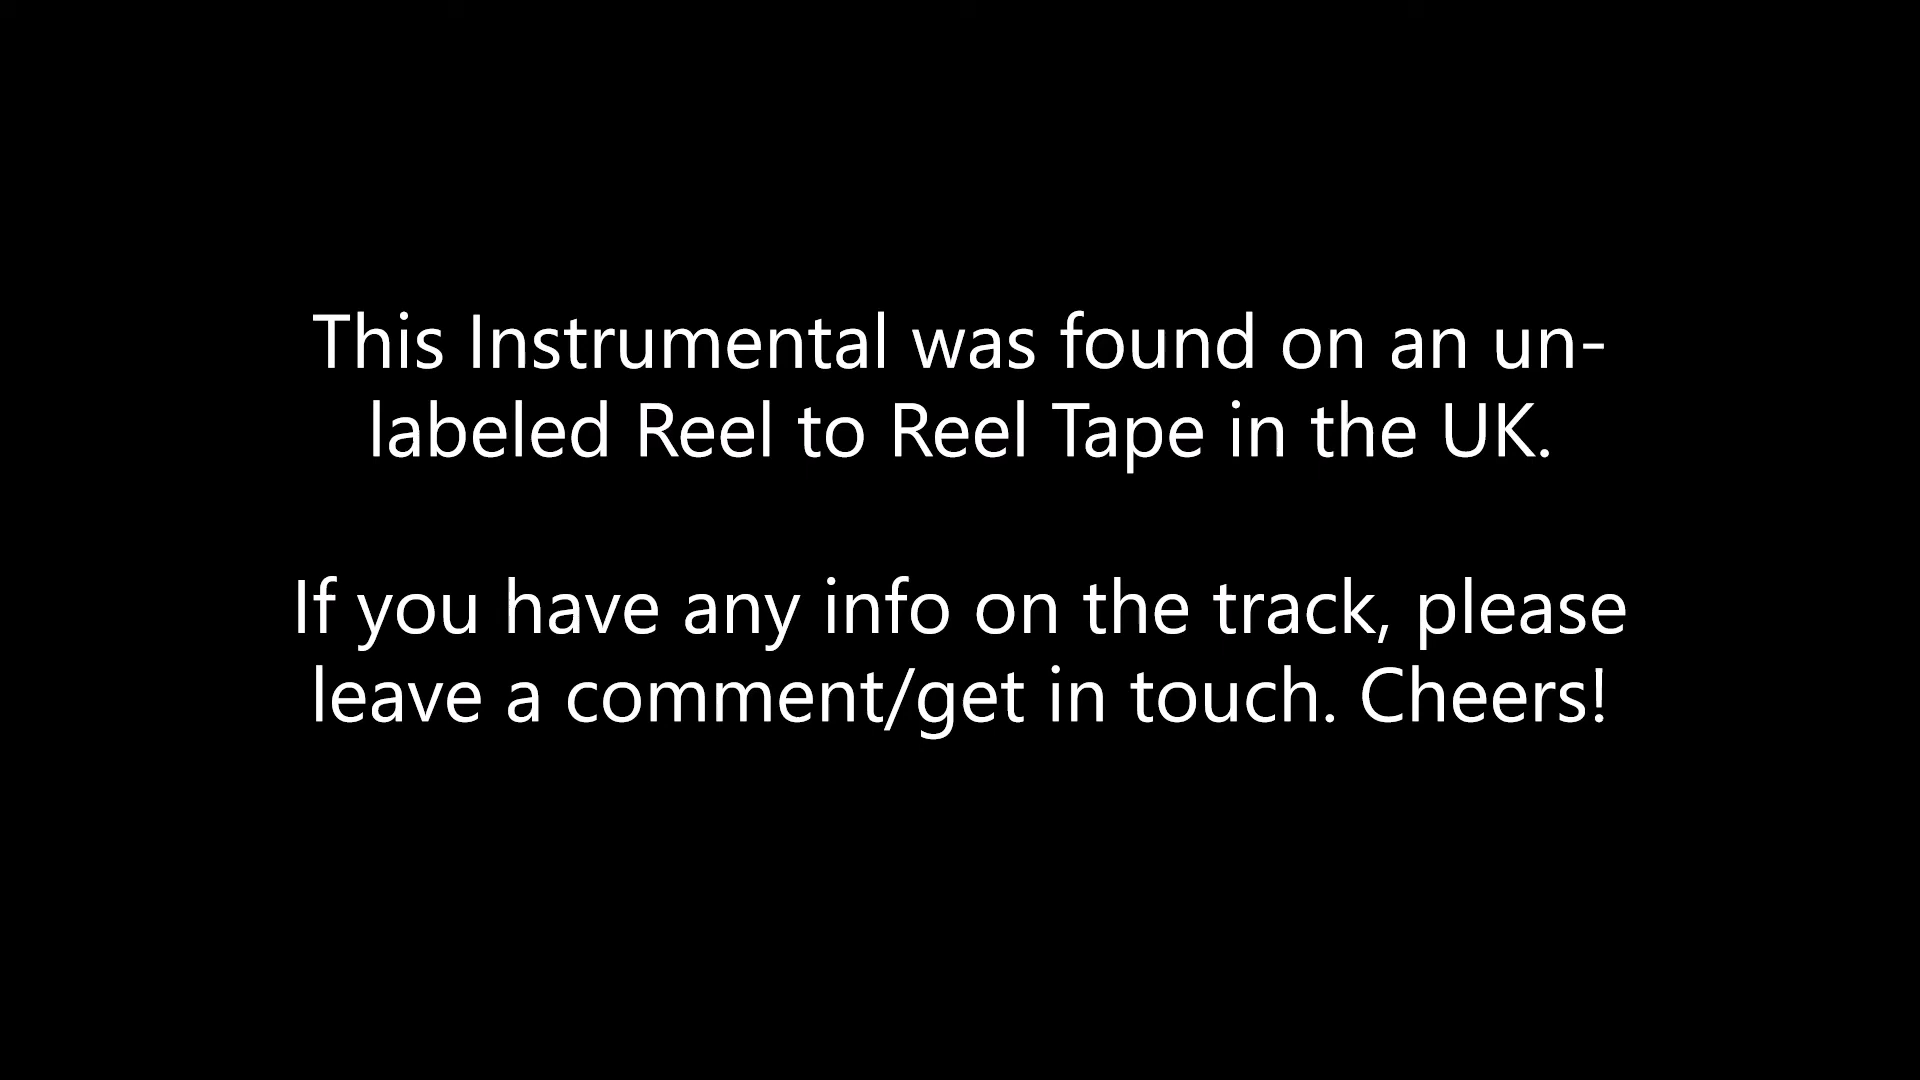 This Instrumental was found on an un-
labeled Reel to Reel Tape in the UK.
If you have any info on the track, please
leave a comment/get in touch. Cheers!